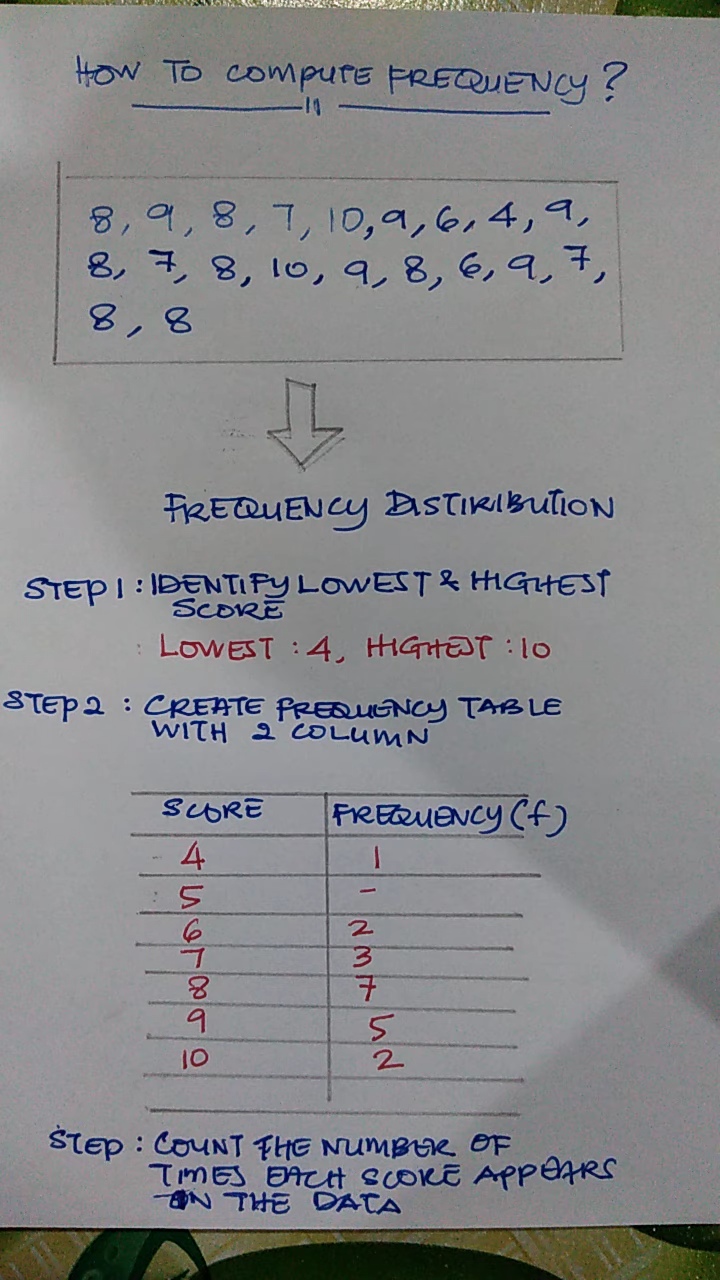 HOW TO COMPUTE FREQUENCY?
8, 9, 8, 7, 10, 9, 6, 4, 9,
8, 7, 8, 10, 9, 8, 6, 9, 7,
8, 8
FREQUENCY DISTIRIBUTION
STEP 1 : IDENTIFY LOWEST & HIGHEST
SCORE
: LOWEST : 4, HIGHEST : 10
STEP 2 : CREATE FREQUENCY TABLE
WITH 2 COLUMN
SCORE FREQUENCY (f)
4 1
5 -
6 2
7 3
8 7
9 5
10 2
STEP : COUNT THE NUMBER OF
TIMES EACH SCORE APPEARS
ON THE DATA